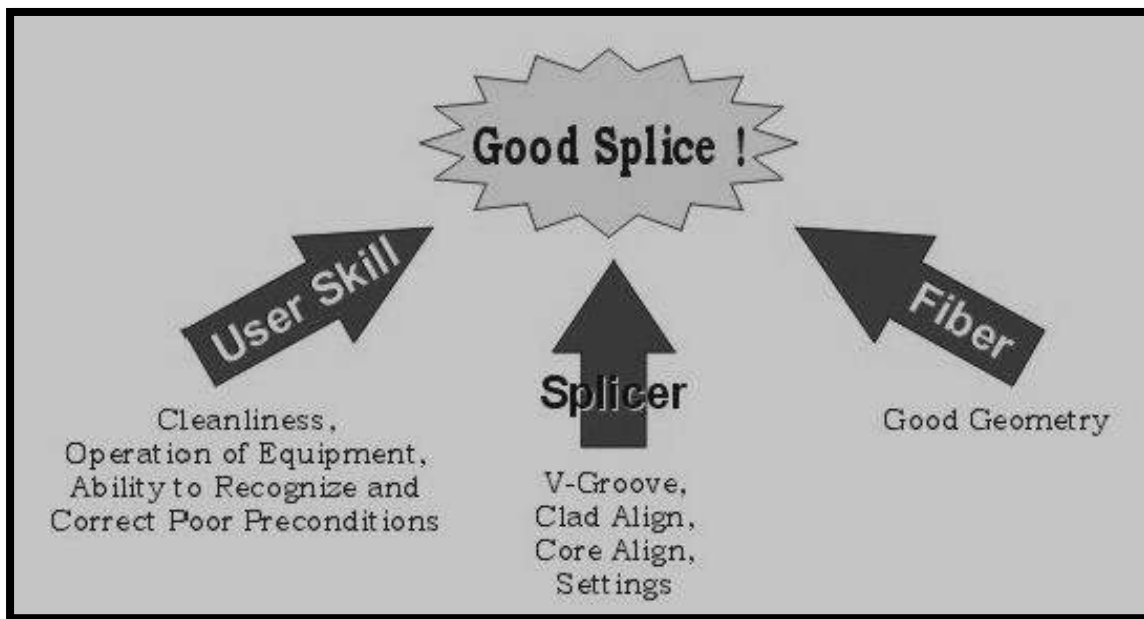 Good Splice !
User Skill
Cleanliness,
Operation of Equipment,
Ability to Recognize and
Correct Poor Preconditions
Splicer
V-Groove,
Clad Align,
Core Align,
Settings
Fiber
Good Geometry